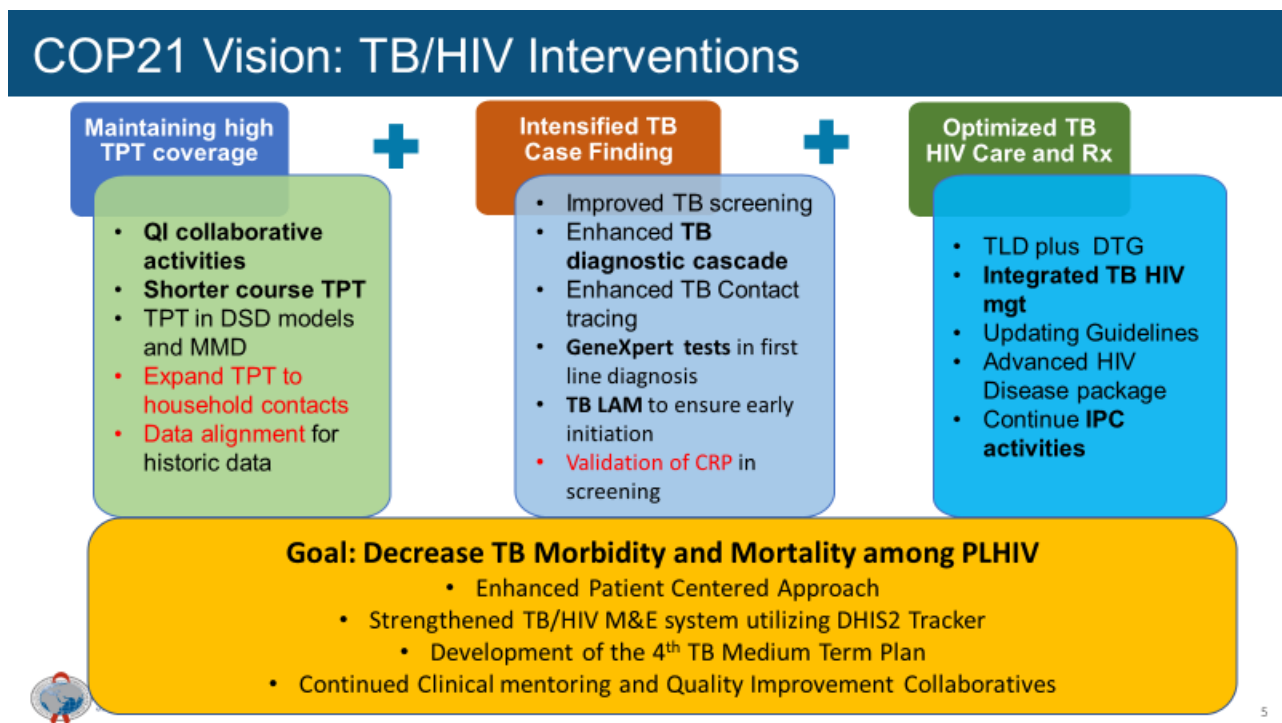 COP21 Vision: TB/HIV Interventions
Maintaining high
TPT coverage
• QI collaborative
activities
• Shorter course TPT
• TPT in DSD models
and MMD
• Expand TPT to
household contacts
• Data alignment for
historic data
Intensified TB
Case Finding
• Improved TB screening
• Enhanced TB
diagnostic cascade
• Enhanced TB Contact
tracing
• GeneXpert tests in first
line diagnosis
• TB LAM to ensure early
initiation
• Validation of CRP in
screening
Optimized TB
HIV Care and Rx
• TLD plus DTG
• Integrated TB HIV
mgt
• Updating Guidelines
• Advanced HIV
Disease package
• Continue IPC
activities
Goal: Decrease TB Morbidity and Mortality among PLHIV
• Enhanced Patient Centered Approach
• Strengthened TB/HIV M&E system utilizing DHIS2 Tracker
• Development of the 4th TB Medium Term Plan
• Continued Clinical mentoring and Quality Improvement Collaboratives
5